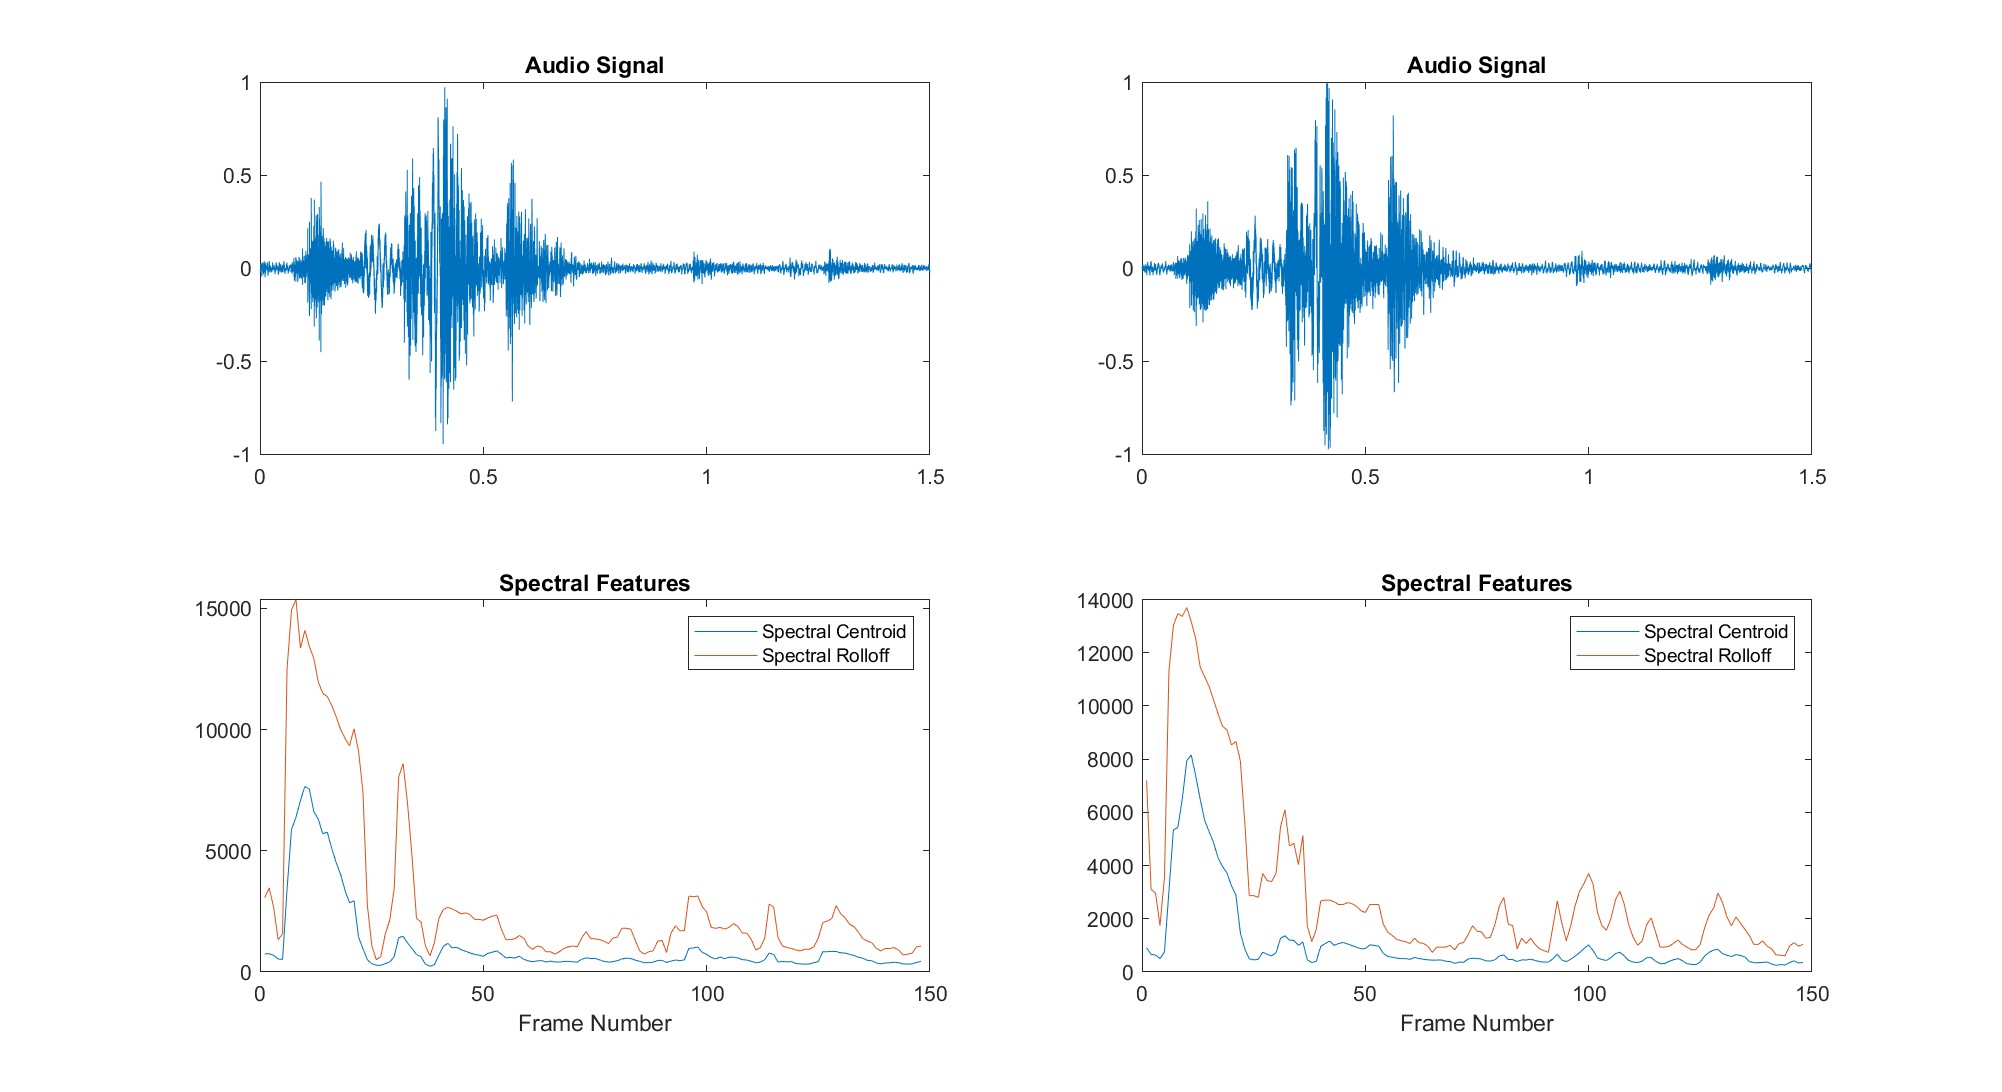 Audio Signal
1
0.5
0
-0.5
-1
0 0.5 1 1.5
Audio Signal
1
0.5
0
-0.5
-1
0 0.5 1 1.5
Spectral Features
15000
10000
5000
0
Spectral Centroid
Spectral Rolloff
0 50 100 150
Frame Number
Spectral Features
14000
12000
10000
8000
6000
4000
2000
0
Spectral Centroid
Spectral Rolloff
0 50 100 150
Frame Number